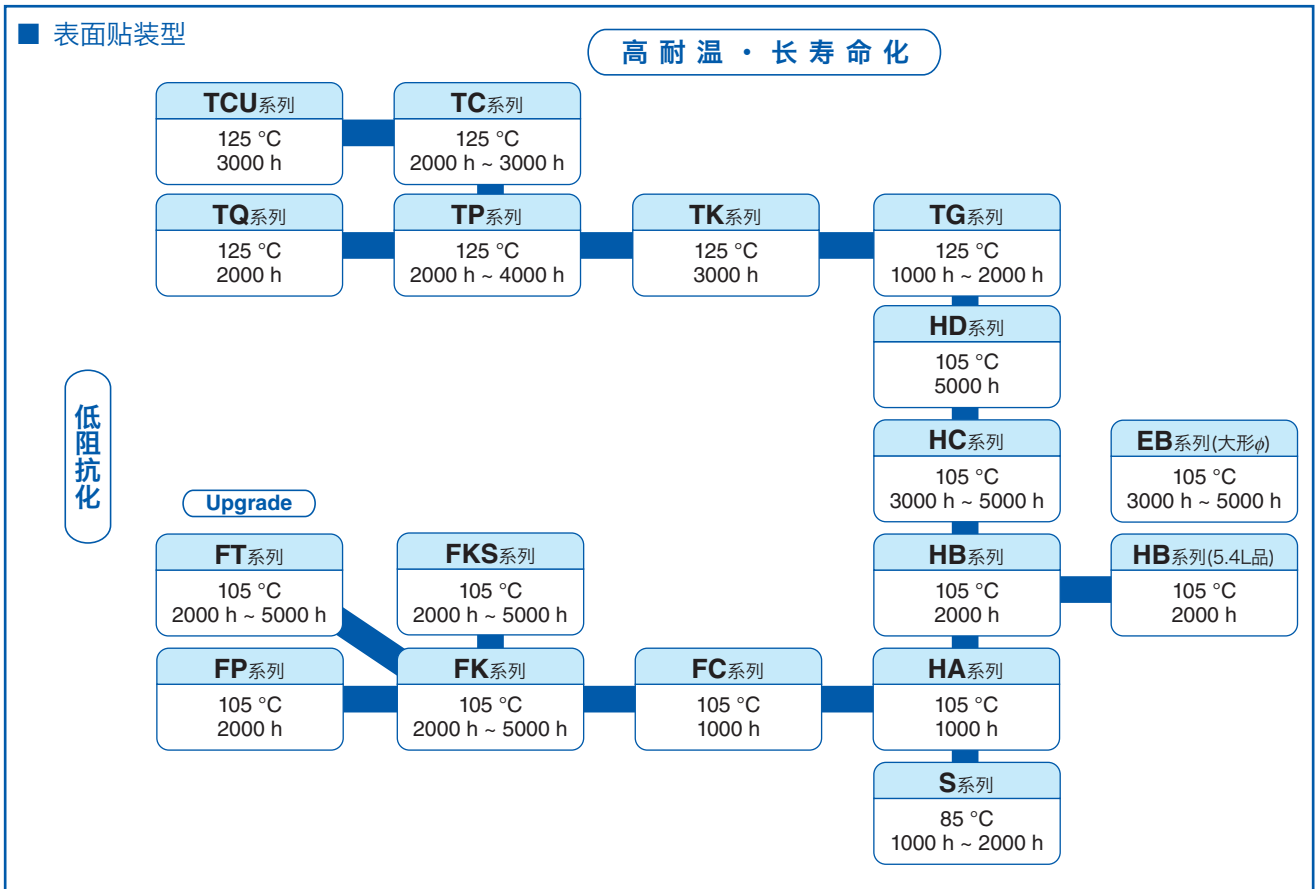 ■ 表面贴装型
高耐温・长寿命化
TCU系列
125 °C
3000 h
TC系列
125 °C
2000 h ~ 3000 h
TQ系列
125 °C
2000 h
TP系列
125 °C
2000 h ~ 4000 h
TK系列
125 °C
3000 h
TG系列
125 °C
1000 h ~ 2000 h
HD系列
105 °C
5000 h
低阻抗化
HC系列
105 °C
3000 h ~ 5000 h
EB系列(大形ϕ)
105 °C
3000 h ~ 5000 h
Upgrade
FT系列
105 °C
2000 h ~ 5000 h
FKS系列
105 °C
2000 h ~ 5000 h
HB系列
105 °C
2000 h
HB系列(5.4L品)
105 °C
2000 h
FP系列
105 °C
2000 h
FK系列
105 °C
2000 h ~ 5000 h
FC系列
105 °C
1000 h
HA系列
105 °C
1000 h
S系列
85 °C
1000 h ~ 2000 h